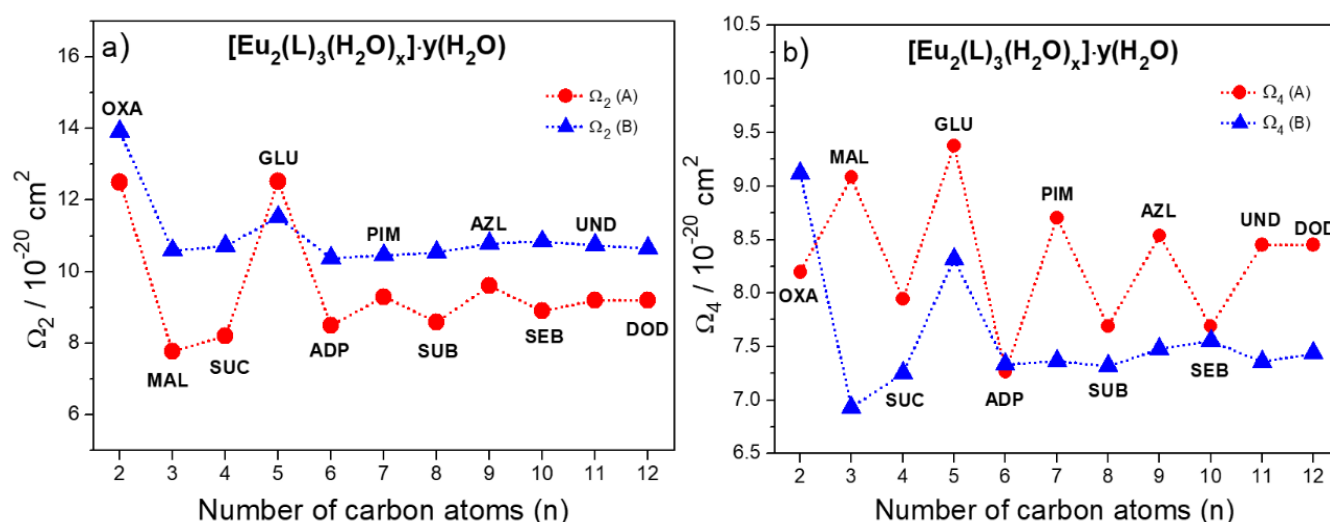 a)
[Eu₂(L)₃(H₂O)ₓ]·y(H₂O)
Ω₂ (A)
Ω₂ (B)
OXA
MAL
SUC
GLU
ADP
PIM
SUB
AZL
SEB
UND
DOD
Ω₂ / 10⁻²⁰ cm²
16
14
12
10
8
6
2 3 4 5 6 7 8 9 10 11 12
Number of carbon atoms (n)
b)
[Eu₂(L)₃(H₂O)ₓ]·y(H₂O)
Ω₄ (A)
Ω₄ (B)
OXA
MAL
SUC
GLU
ADP
PIM
SUB
AZL
SEB
UND
DOD
Ω₄ / 10⁻²⁰ cm²
10.5
10.0
9.5
9.0
8.5
8.0
7.5
7.0
6.5
2 3 4 5 6 7 8 9 10 11 12
Number of carbon atoms (n)